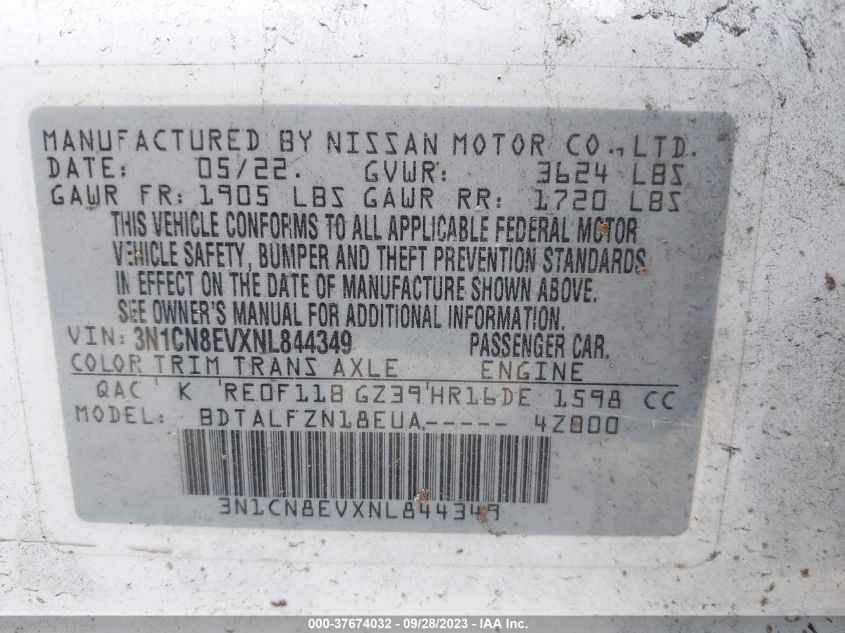 MANUFACTURED BY NISSAN MOTOR CO., LTD.
DATE: 05/22. GVWR: 3624 LBS
GAWR FR: 1905 LBS GAWR RR: 1720 LBS
THIS VEHICLE CONFORMS TO ALL APPLICABLE FEDERAL MOTOR
VEHICLE SAFETY, BUMPER AND THEFT PREVENTION STANDARDS
IN EFFECT ON THE DATE OF MANUFACTURE SHOWN ABOVE.
SEE OWNER'S MANUAL FOR ADDITIONAL INFORMATION.
VIN: 3N1CN8EVXNL844349 PASSENGER CAR.
COLOR TRIM TRANS AXLE ENGINE
QAC K RE0F11B GZ39 HR16DE 1598 CC
MODEL: BDTALFZN18EUA----- 4Z000
3N1CN8EVXNL844349
000-37674032 - 09/28/2023 - IAA Inc.